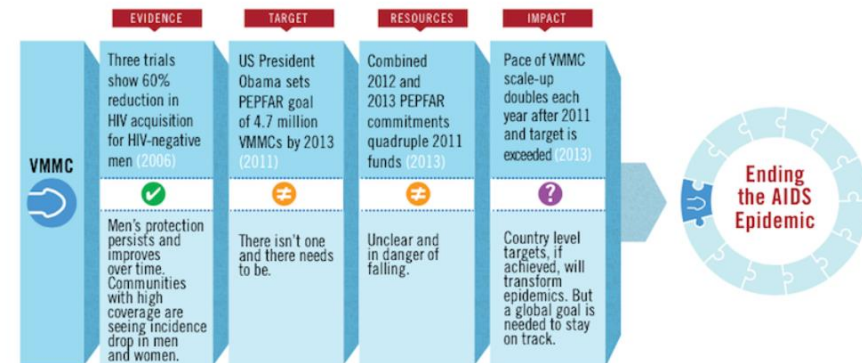 EVIDENCE
TARGET
RESOURCES
IMPACT
VMMC
Three trials
show 60%
reduction in
HIV acquisition
for HIV-negative
men (2006)
✓
Men's protection
persists and
improves
over time.
Communities
with high
coverage are
seeing incidence
drop in men
and women.
US President
Obama sets
PEPFAR goal
of 4.7 million
VMMCs by 2013
(2011)
≠
There isn't one
and there needs
to be.
Combined
2012 and
2013 PEPFAR
commitments
quadruple 2011
funds (2013)
≠
Unclear and
in danger of
falling.
Pace of VMMC
scale-up
doubles each
year after 2011
and target is
exceeded (2013)
?
Country level
targets, if
achieved, will
transform
epidemics. But
a global goal is
needed to stay
on track.
Ending
the AIDS
Epidemic